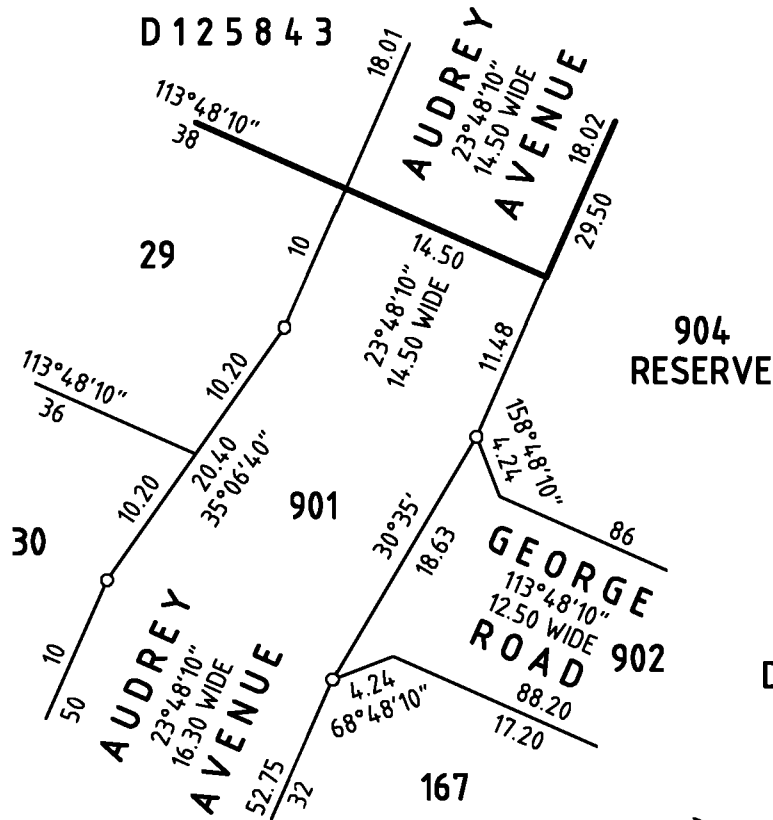 D125843
18.01
AUDREY
23°48'10"
14.50 WIDE
AVENUE
18.02
29.50
113°48'10"
38
29
10
14.50
23°48'10"
14.50 WIDE
904
RESERVE
11.48
113°48'10"
36
10.20
20.40
35°06'40"
10.20
158°48'10"
4.24
901
30°35'
18.63
86
30
GEORGE
113°48'10"
12.50 WIDE
ROAD
902
10
50
AUDREY
23°48'10"
16.30 WIDE
AVENUE
4.24
68°48'10"
88.20
17.20
D
52.75
32
167